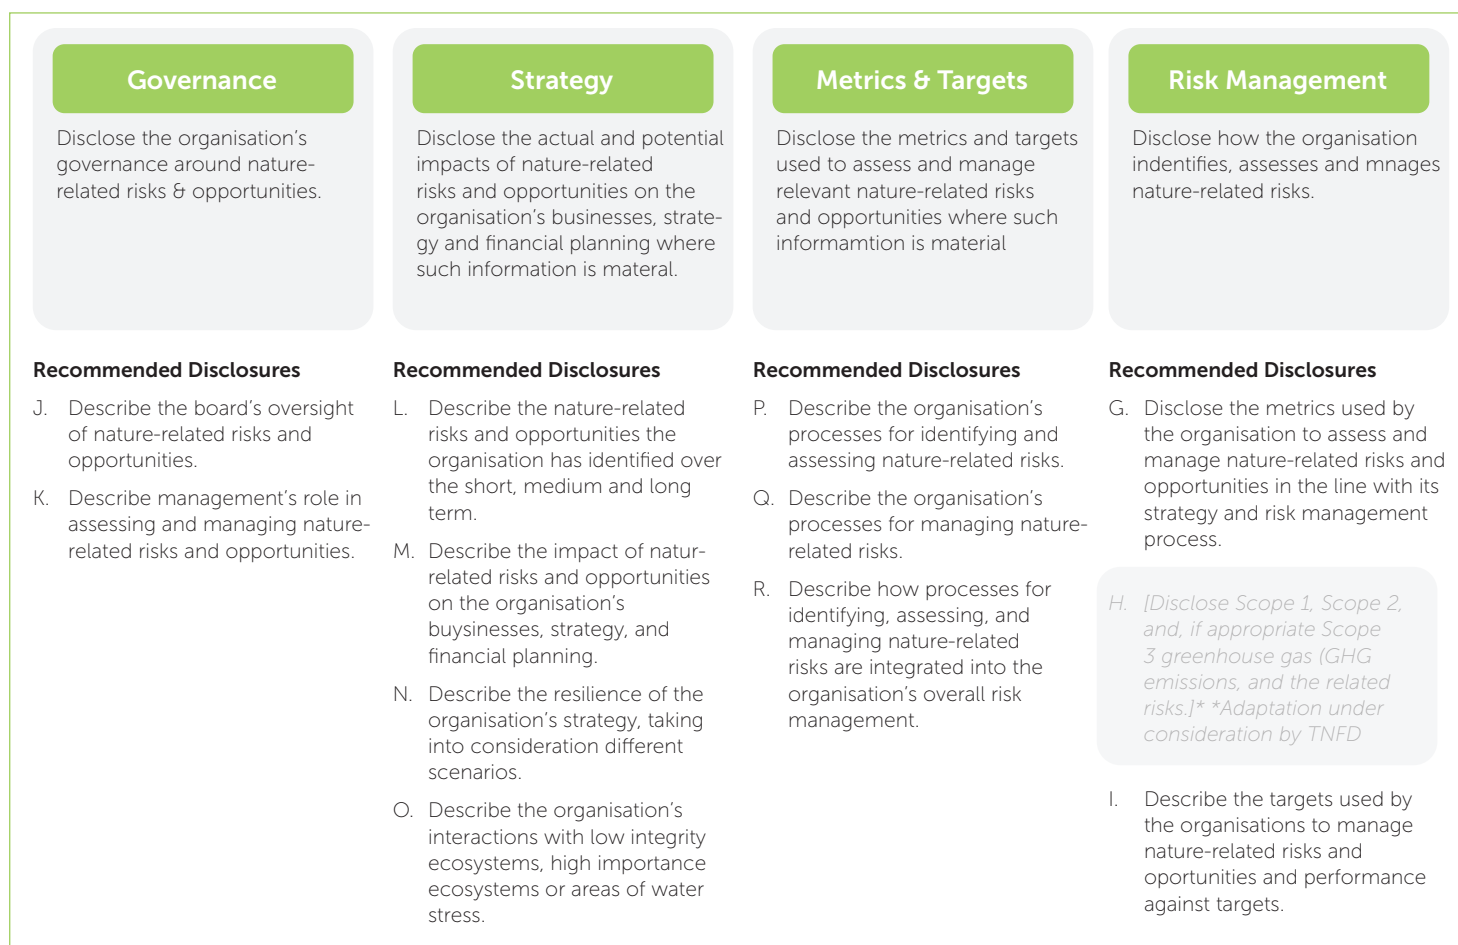 Governance
Disclose the organisation’s
governance around nature-
related risks & opportunities.
Strategy
Disclose the actual and potential
impacts of nature-related
risks and opportunities on the
organisation’s businesses, strate-
gy and financial planning where
such information is materal.
Metrics & Targets
Disclose the metrics and targets
used to assess and manage
relevant nature-related risks
and opportunities where such
informamtion is material
Risk Management
Disclose how the organisation
indentifies, assesses and mnages
nature-related risks.
Recommended Disclosures
J. Describe the board’s oversight
of nature-related risks and
opportunities.
K. Describe management’s role in
assessing and managing nature-
related risks and opportunities.
Recommended Disclosures
L. Describe the nature-related
risks and opportunities the
organisation has identified over
the short, medium and long
term.
M. Describe the impact of natur-
related risks and opportunities
on the organisation’s
buysinesses, strategy, and
financial planning.
N. Describe the resilience of the
organisation’s strategy, taking
into consideration different
scenarios.
O. Describe the organisation’s
interactions with low integrity
ecosystems, high importance
ecosystems or areas of water
stress.
Recommended Disclosures
P. Describe the organisation’s
processes for identifying and
assessing nature-related risks.
Q. Describe the organisation’s
processes for managing nature-
related risks.
R. Describe how processes for
identifying, assessing, and
managing nature-related
risks are integrated into the
organisation’s overall risk
management.
Recommended Disclosures
G. Disclose the metrics used by
the organisation to assess and
manage nature-related risks and
opportunities in the line with its
strategy and risk management
process.
H. [Disclose Scope 1, Scope 2,
and, if appropriate Scope
3 greenhouse gas (GHG
emissions, and the related
risks.]* *Adaptation under
consideration by TNFD
I. Describe the targets used by
the organisations to manage
nature-related risks and
oportunities and performance
against targets.